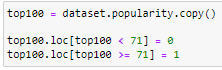 top100 = dataset.popularity.copy()
top100.loc[top100 < 71] = 0
top100.loc[top100 >= 71] = 1